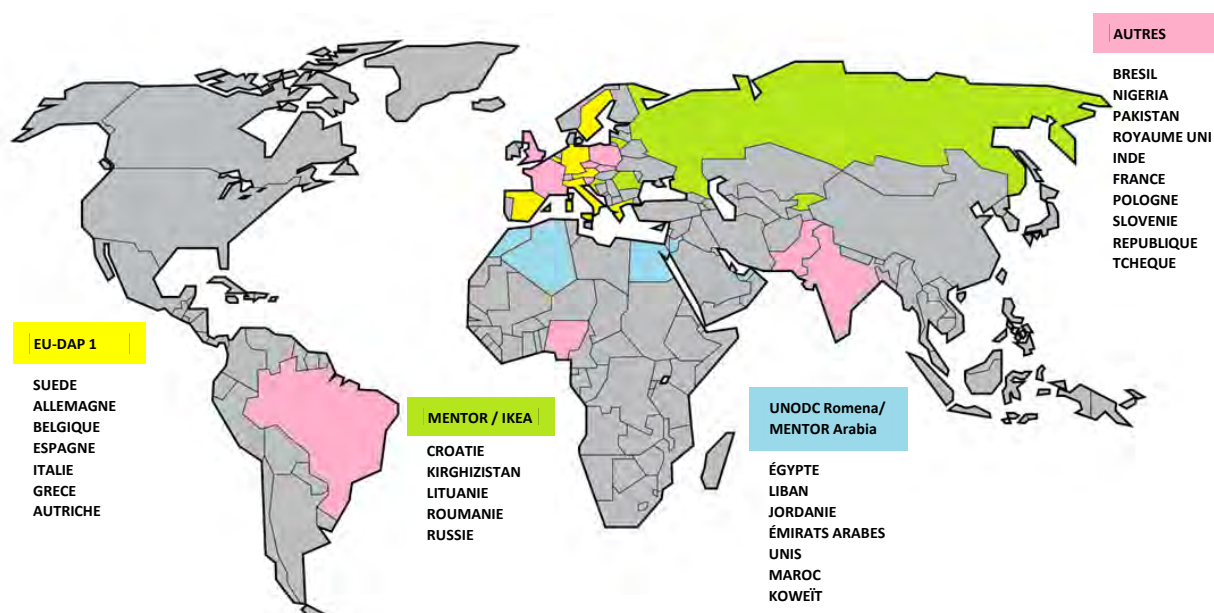 AUTRES
BRESIL
NIGERIA
PAKISTAN
ROYAUME UNI
INDE
FRANCE
POLOGNE
SLOVENIE
REPUBLIQUE
TCHEQUE
EU-DAP 1
SUEDE
ALLEMAGNE
BELGIQUE
ESPAGNE
ITALIE
GRECE
AUTRICHE
MENTOR / IKEA
CROATIE
KIRGHIZISTAN
LITUANIE
ROUMANIE
RUSSIE
UNODC Romena/
MENTOR Arabia
ÉGYPTE
LIBAN
JORDANIE
ÉMIRATS ARABES
UNIS
MAROC
KOWEÏT